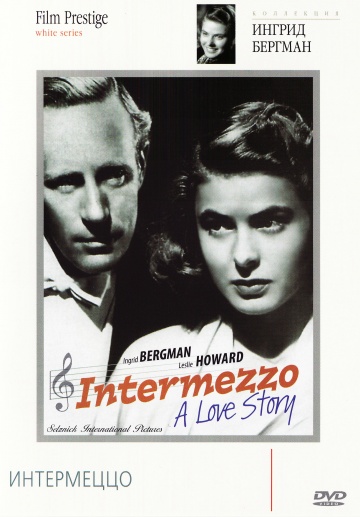 Film Prestige
white series
КОЛЛЕКЦИЯ
ИНГРИД
БЕРГМАН
Ingrid BERGMAN
Leslie HOWARD
Intermezzo
A Love Story
Selznick International Pictures
ИНТЕРМЕЦЦО
DVD
VIDEO